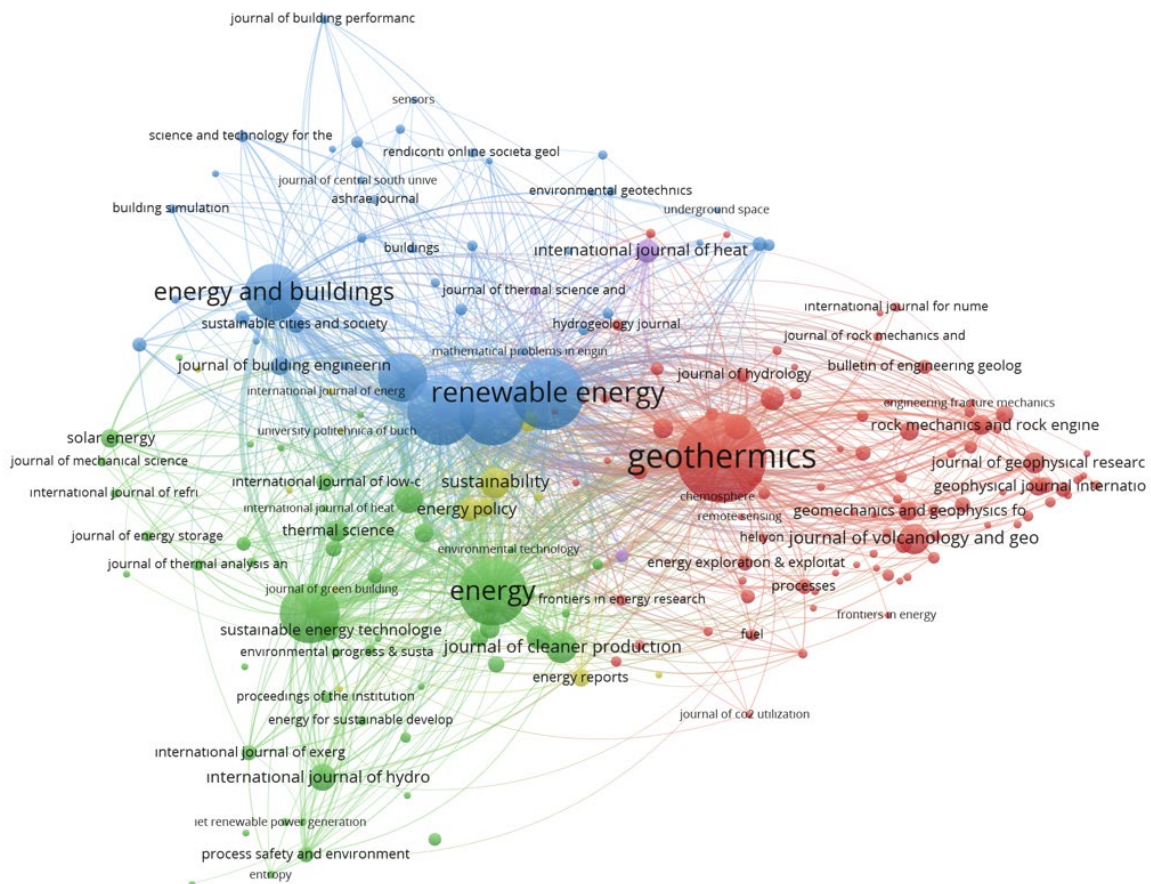 journal of building performanc
sensors
science and technology for the
rendiconti online societa geol
journal of central south unive
environmental geotechnics
ashrae journal
building simulation
underground space
buildings
international journal of heat
energy and buildings
journal of thermal science and
international journal for nume
sustainable cities and society
hydrogeology journal
journal of rock mechanics and
mathematical problems in engin
journal of building engineerin
journal of hydrology
bulletin of engineering geolog
international journal of energ
renewable energy
engineering fracture mechanics
rock mechanics and rock engine
university politehnica of buch
solar energy
geothermics
journal of mechanical science
journal of geophysical researc
international journal of low-c
sustainability
geophysical journal internatio
international journal of refri
chemosphere
international journal of heat
energy policy
geomechanics and geophysics fo
remote sensing
thermal science
journal of energy storage
helıyon
journal of volcanology and geo
environmental technology
journal of thermal analysis an
energy exploration & exploitat
processes
journal of green building
energy
frontiers in energy research
frontiers in energy
sustainable energy technologie
fuel
journal of cleaner production
environmental progress & susta
energy reports
proceedings of the institution
journal of co2 utilization
energy for sustainable develop
international journal of exerg
international journal of hydro
iet renewable power generation
process safety and environment
entropy